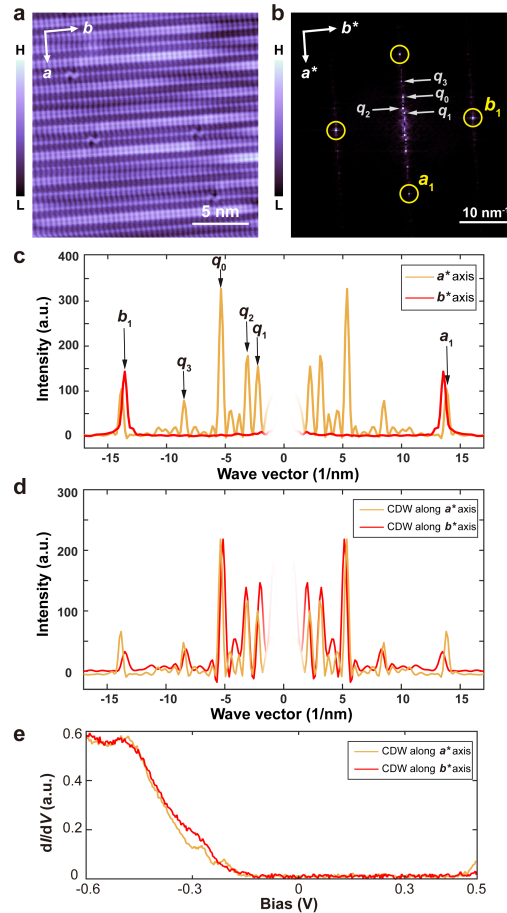 a
b
H
L
b
a
5 nm
H
L
b*
a*
q3
q0
q2
q1
b1
a1
10 nm-1
c
400
300
200
100
0
Intensity (a.u.)
a* axis
b* axis
b1
q3
q0
q2
q1
a1
-15 -10 -5 0 5 10 15
Wave vector (1/nm)
d
300
200
100
0
Intensity (a.u.)
CDW along a* axis
CDW along b* axis
-15 -10 -5 0 5 10 15
Wave vector (1/nm)
e
0.6
0.4
0.2
0
dI/dV (a.u.)
CDW along a* axis
CDW along b* axis
-0.6 -0.3 0 0.3 0.5
Bias (V)